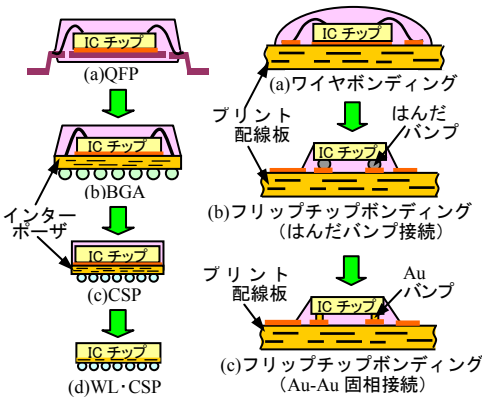 IC チップ
(a)QFP
IC チップ
(b)BGA
インター
ポーザ
IC チップ
(c)CSP
IC チップ
(d)WL･CSP
IC チップ
(a)ワイヤボンディング
プリント
配線板
はんだ
バンプ
IC チップ
(b)フリップチップボンディング
（はんだバンプ接続）
プリント
配線板
Au
バンプ
IC チップ
(c)フリップチップボンディング
（Au-Au 固相接続）